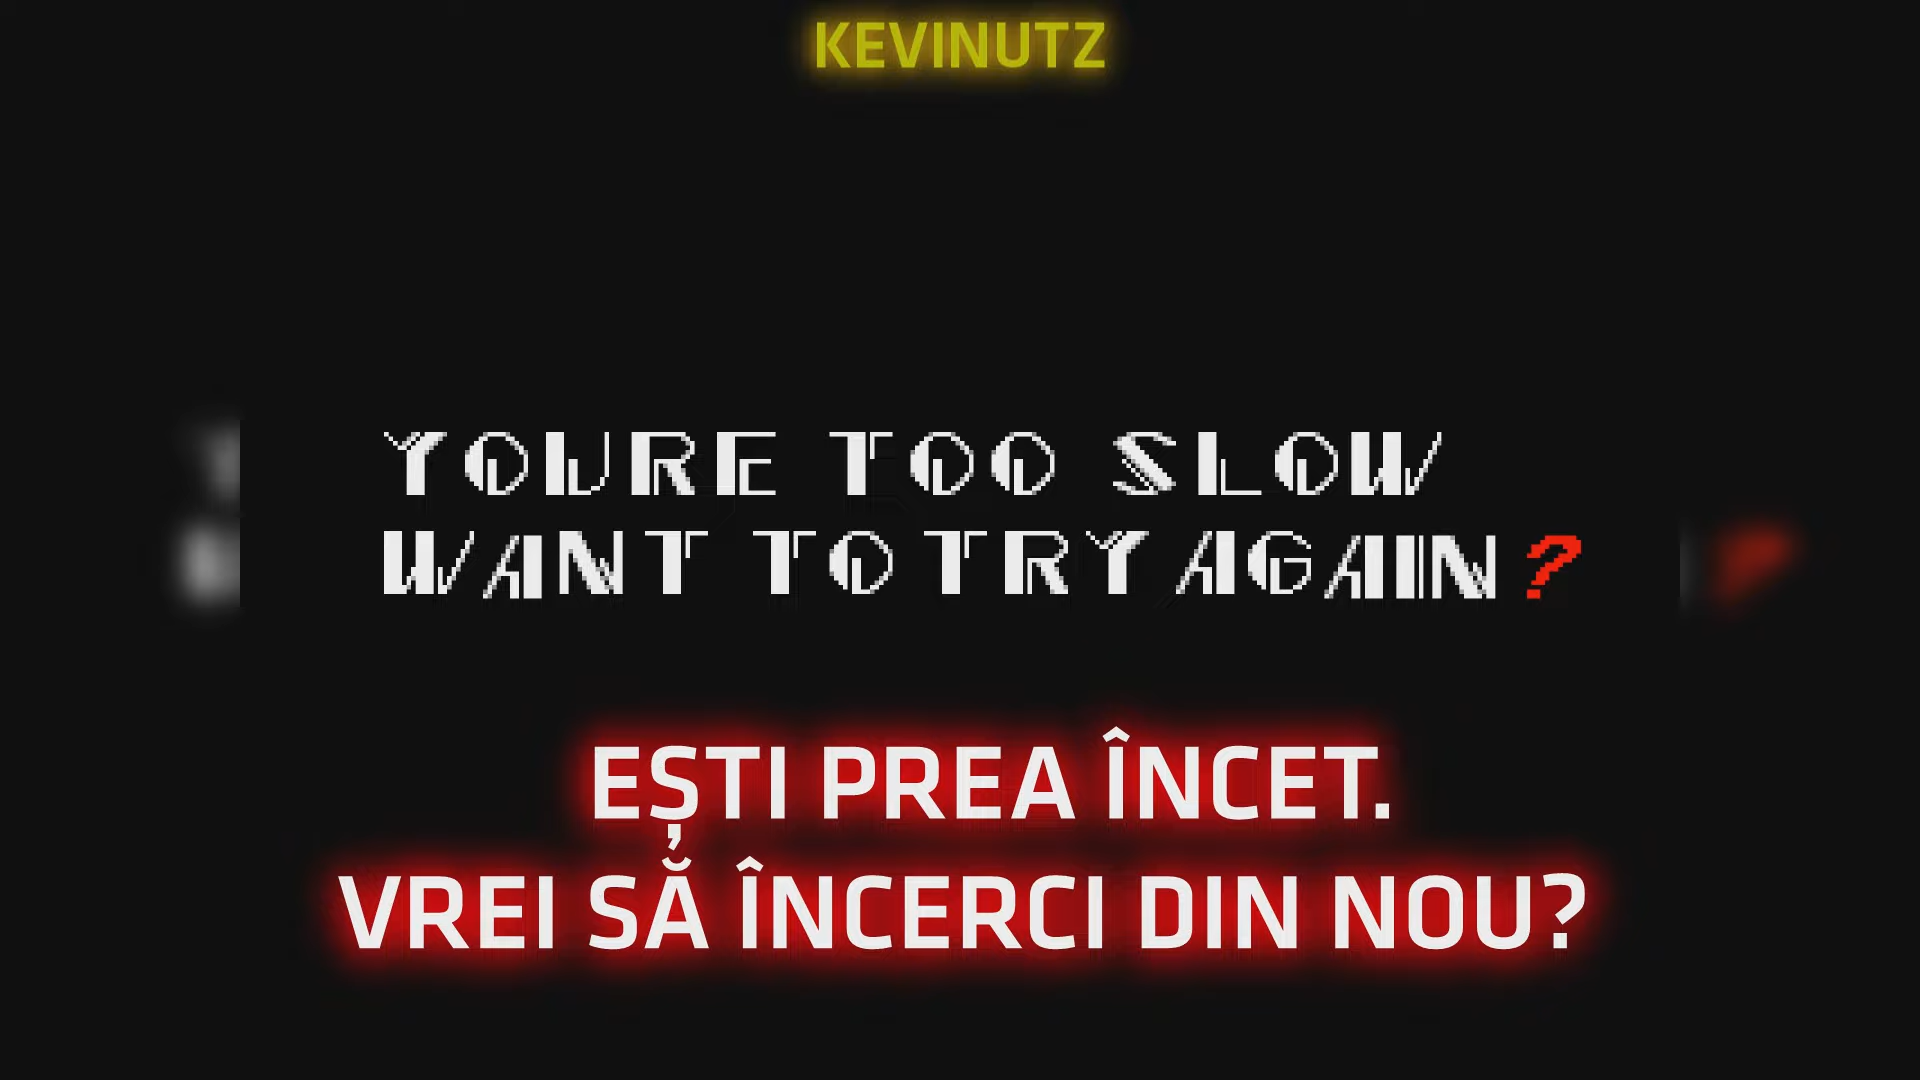 KEVINUTZ
YOURE TOO SLOW
WANT TO TRY AGAIN?
EȘTI PREA ÎNCET.
VREI SĂ ÎNCERCI DIN NOU?